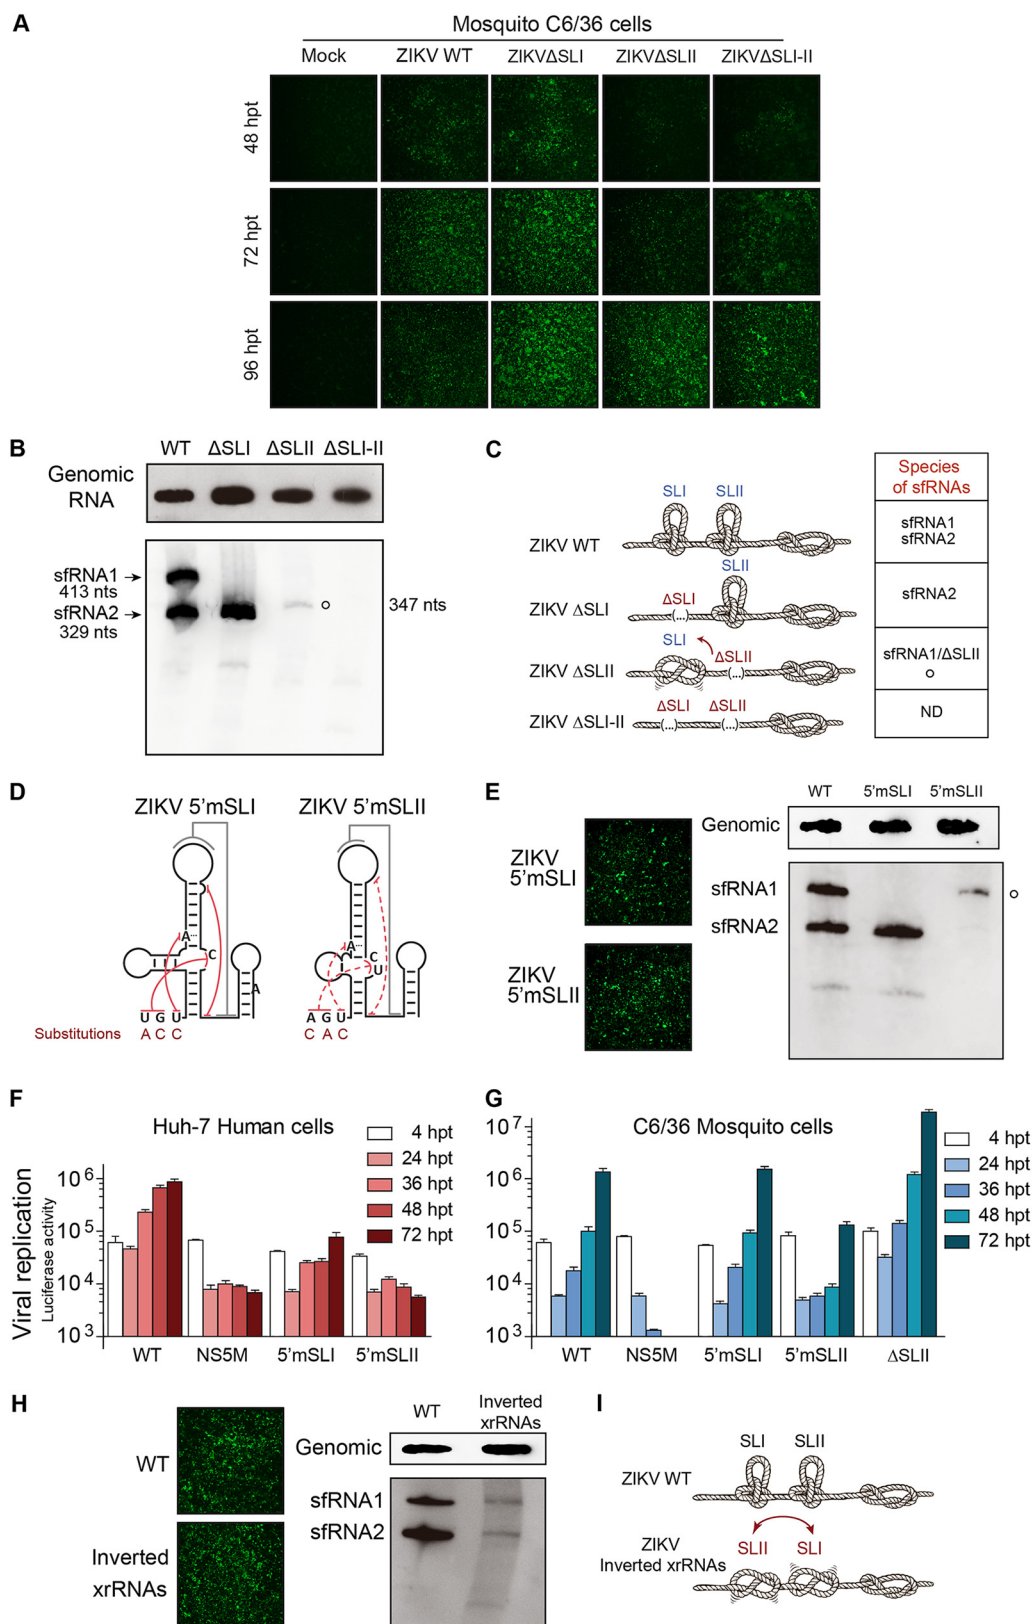 A
Mosquito C6/36 cells
Mock ZIKV WT ZIKVΔSLI ZIKVΔSLII ZIKVΔSLI-II
48 hpt
72 hpt
96 hpt
B
WT ΔSLI ΔSLII ΔSLI-II
Genomic
RNA
sfRNA1
413 nts
sfRNA2
329 nts
347 nts
C
Species
of sfRNAs
SLI SLII
ZIKV WT
sfRNA1
sfRNA2
SLII
ΔSLI
ZIKV ΔSLI
(...)
sfRNA2
SLI
ΔSLII
ZIKV ΔSLII
(...)
sfRNA1/ΔSLII
ΔSLI ΔSLII
ZIKV ΔSLI-II
(...) (...)
ND
D
ZIKV 5'mSLI ZIKV 5'mSLII
A
C
A
U G U
Substitutions
A C C
A
C
U
A G U
C A C
E
ZIKV
5'mSLI
ZIKV
5'mSLII
WT 5'mSLI 5'mSLII
Genomic
sfRNA1
sfRNA2
F
Huh-7 Human cells
Viral replication
Luciferase activity
10⁶
10⁵
10⁴
10³
4 hpt
24 hpt
36 hpt
48 hpt
72 hpt
WT NS5M 5'mSLI 5'mSLII
G
C6/36 Mosquito cells
10⁷
10⁶
10⁵
10⁴
10³
4 hpt
24 hpt
36 hpt
48 hpt
72 hpt
WT NS5M 5'mSLI 5'mSLII ΔSLII
H
WT
Inverted
xrRNAs
WT
Inverted
xrRNAs
Genomic
sfRNA1
sfRNA2
I
SLI SLII
ZIKV WT
ZIKV
Inverted xrRNAs
SLII SLI